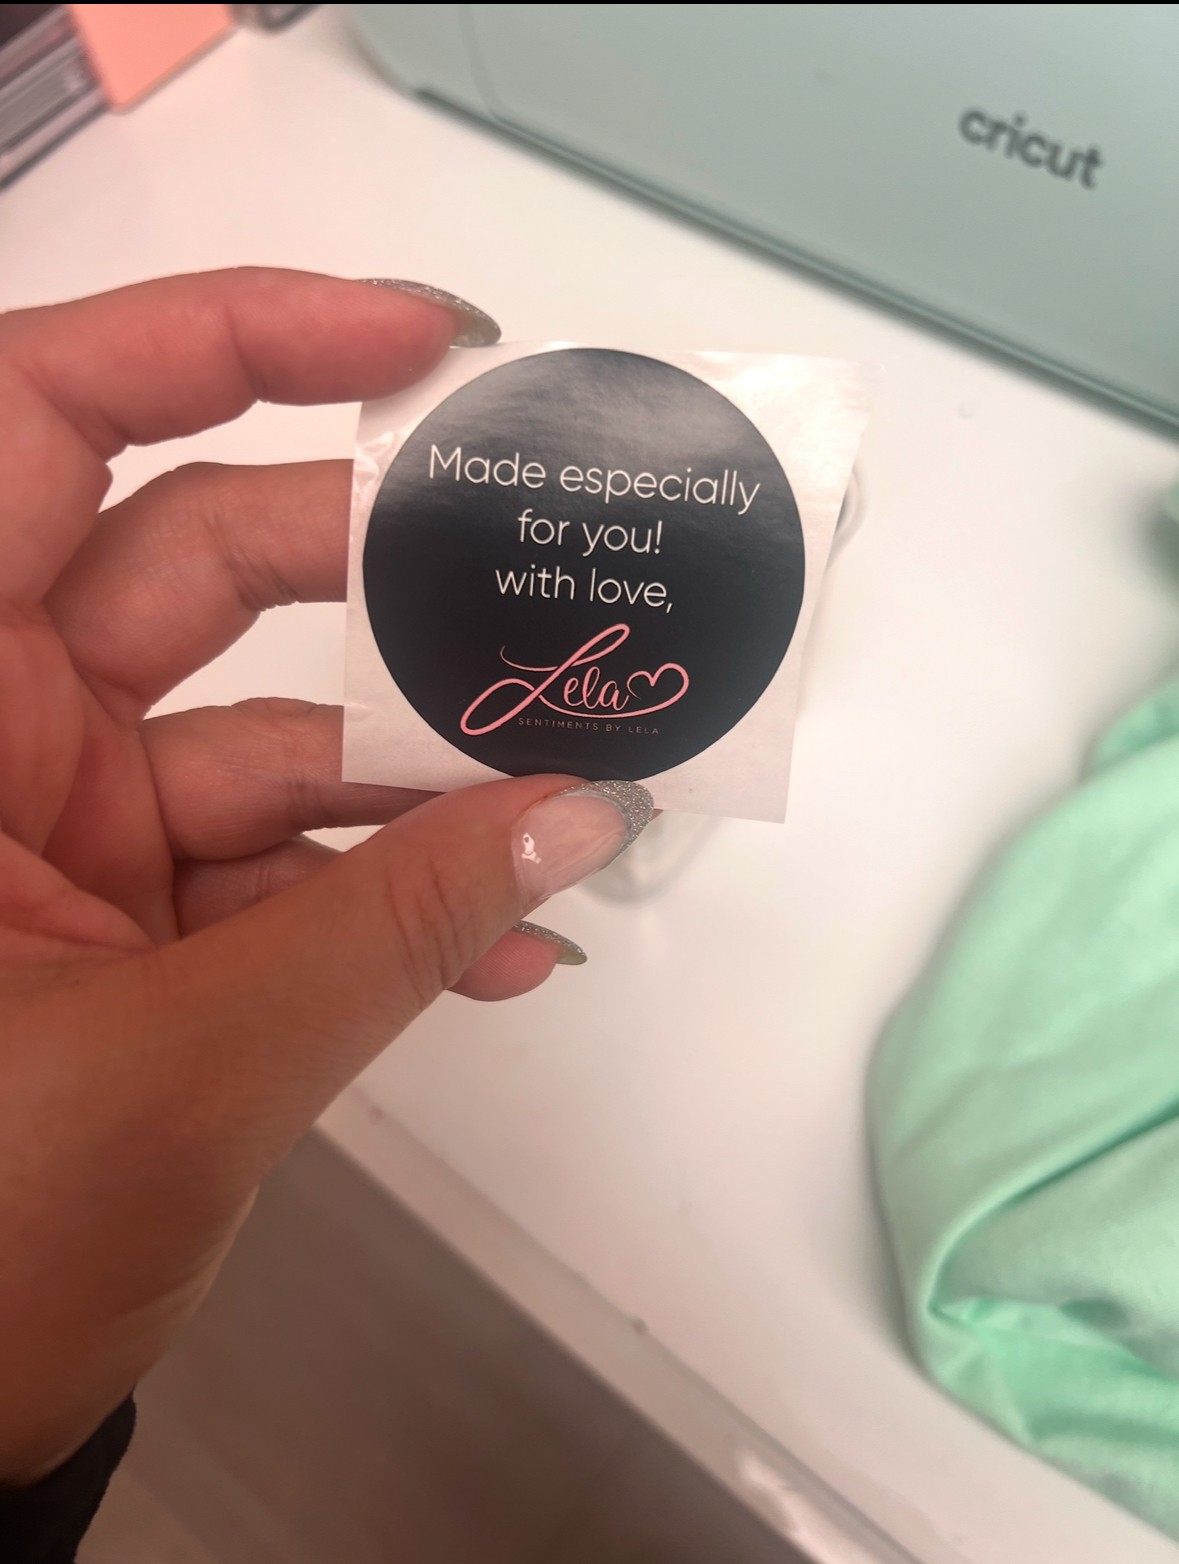 cricut
Made especially
for you!
with love,
Lela
SENTIMENTS BY LELA